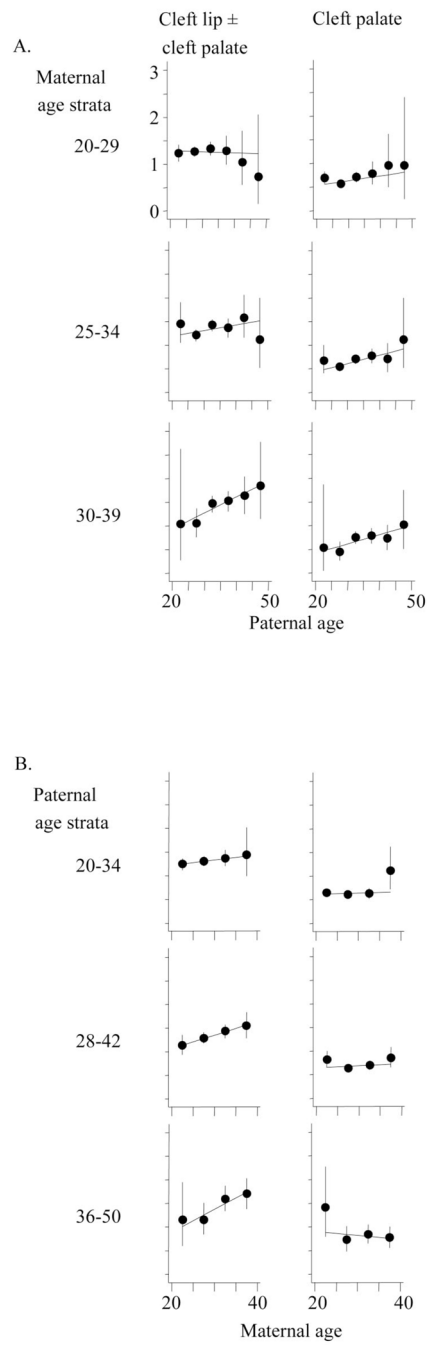 A.
Cleft lip ±
cleft palate
Cleft palate
Maternal
age strata
3
2
1
0
20-29
25-34
30-39
20 50 20 50
Paternal age
B.
Paternal
age strata
20-34
28-42
36-50
20 40 20 40
Maternal age